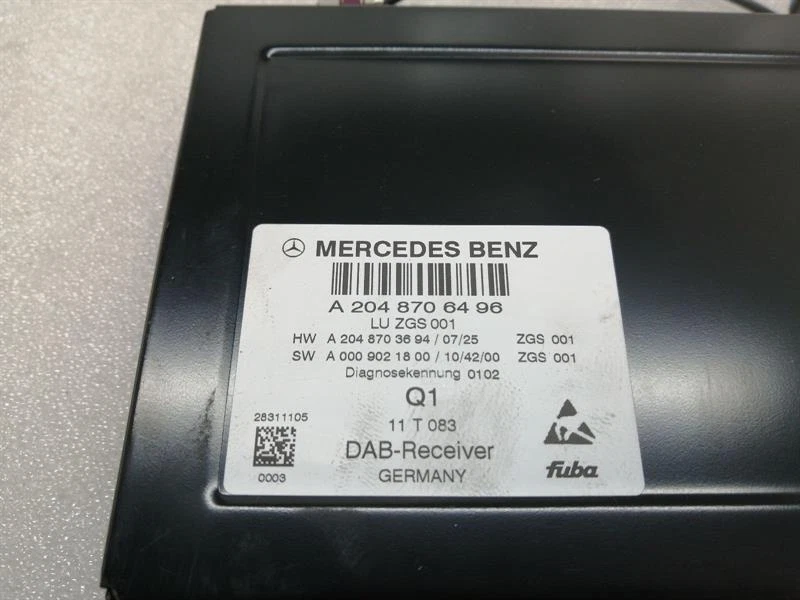 MERCEDES BENZ
A 204 870 64 96
LU ZGS 001
HW A 204 870 36 94 / 07/25 ZGS 001
SW A 000 902 18 00 / 10/42/00 ZGS 001
Diagnosekennung 0102
Q1
28311105
11 T 083
DAB-Receiver
0003
GERMANY
fuba